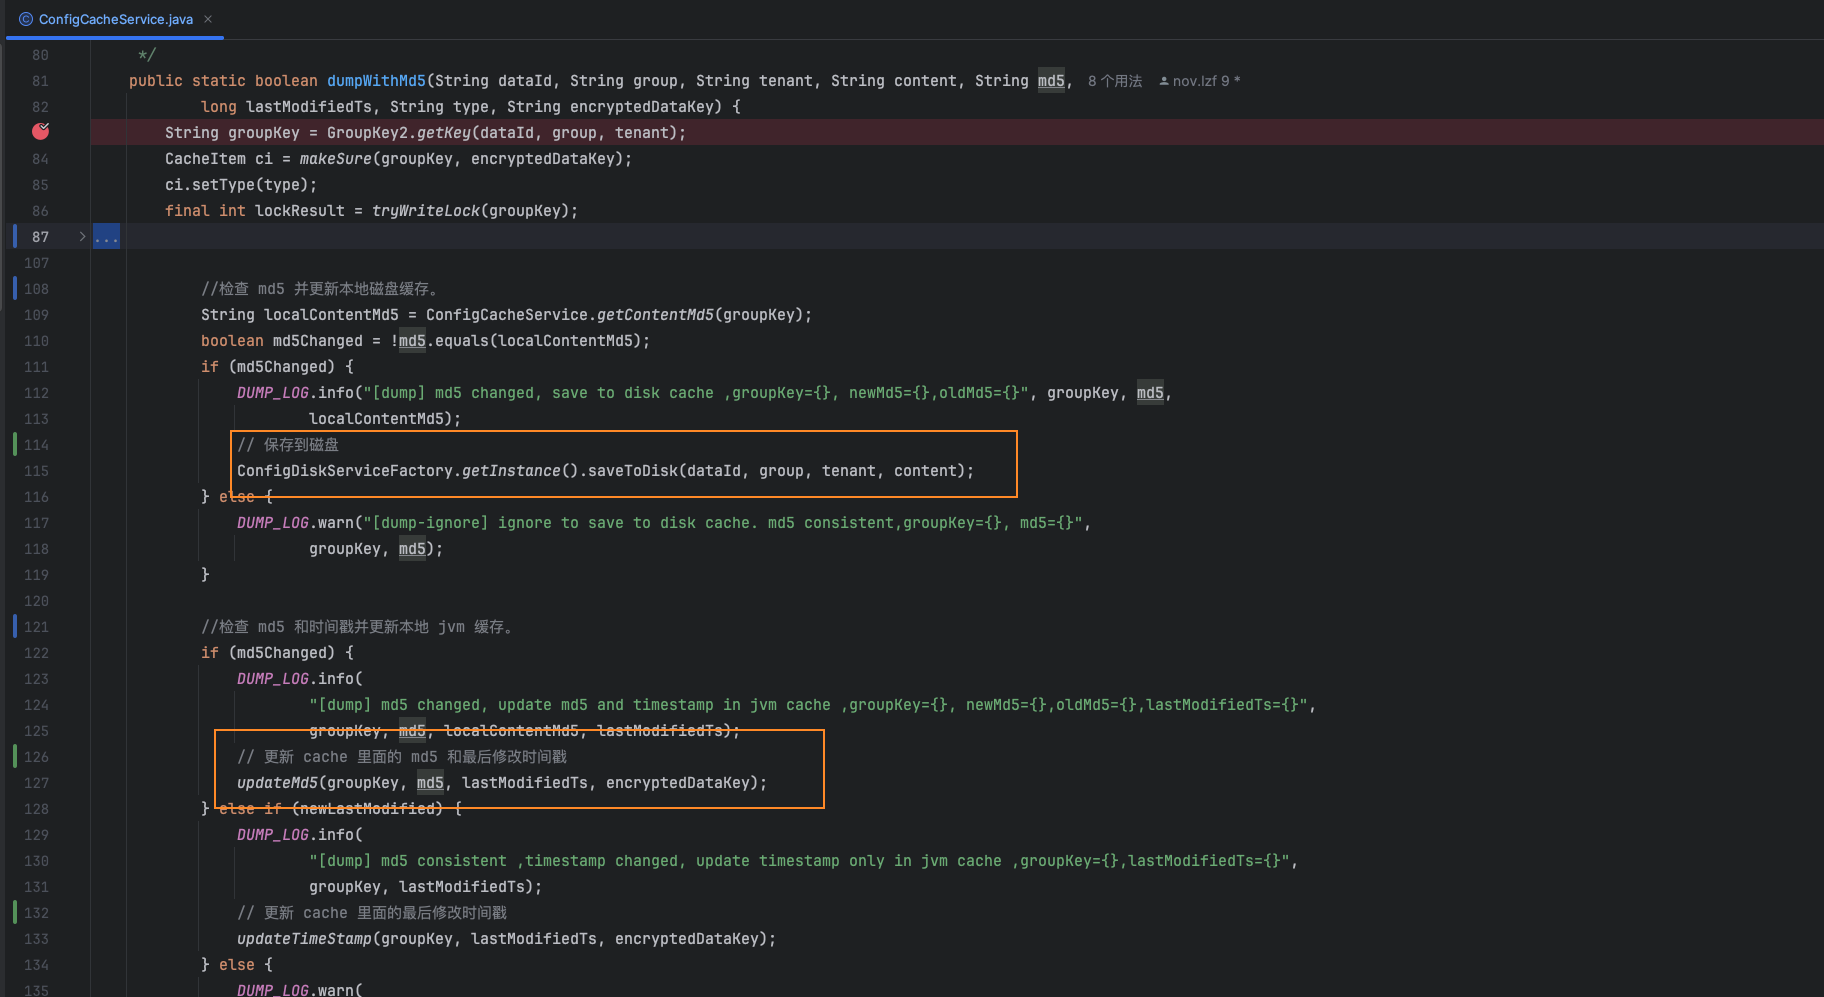 ConfigCacheService.java
80 */
81 public static boolean dumpWithMd5(String dataId, String group, String tenant, String content, String md5, 8 个用法 nov.lzf 9 *
82 long lastModifiedTs, String type, String encryptedDataKey) {
String groupKey = GroupKey2.getKey(dataId, group, tenant);
84 CacheItem ci = makeSure(groupKey, encryptedDataKey);
85 ci.setType(type);
86 final int lockResult = tryWriteLock(groupKey);
87 ...
107
108 //检查 md5 并更新本地磁盘缓存。
109 String localContentMd5 = ConfigCacheService.getContentMd5(groupKey);
110 boolean md5Changed = !md5.equals(localContentMd5);
111 if (md5Changed) {
112 DUMP_LOG.info("[dump] md5 changed, save to disk cache ,groupKey={}, newMd5={},oldMd5={}", groupKey, md5,
113 localContentMd5);
114 // 保存到磁盘
115 ConfigDiskServiceFactory.getInstance().saveToDisk(dataId, group, tenant, content);
116 } else {
117 DUMP_LOG.warn("[dump-ignore] ignore to save to disk cache. md5 consistent,groupKey={}, md5={}",
118 groupKey, md5);
119 }
120
121 //检查 md5 和时间戳并更新本地 jvm 缓存。
122 if (md5Changed) {
123 DUMP_LOG.info(
124 "[dump] md5 changed, update md5 and timestamp in jvm cache ,groupKey={}, newMd5={},oldMd5={},lastModifiedTs={}",
125 groupKey, md5, localContentMd5, lastModifiedTs);
126 // 更新 cache 里面的 md5 和最后修改时间戳
127 updateMd5(groupKey, md5, lastModifiedTs, encryptedDataKey);
128 } else if (newLastModified) {
129 DUMP_LOG.info(
130 "[dump] md5 consistent ,timestamp changed, update timestamp only in jvm cache ,groupKey={},lastModifiedTs={}",
131 groupKey, lastModifiedTs);
132 // 更新 cache 里面的最后修改时间戳
133 updateTimeStamp(groupKey, lastModifiedTs, encryptedDataKey);
134 } else {
135 DUMP_LOG.warn(